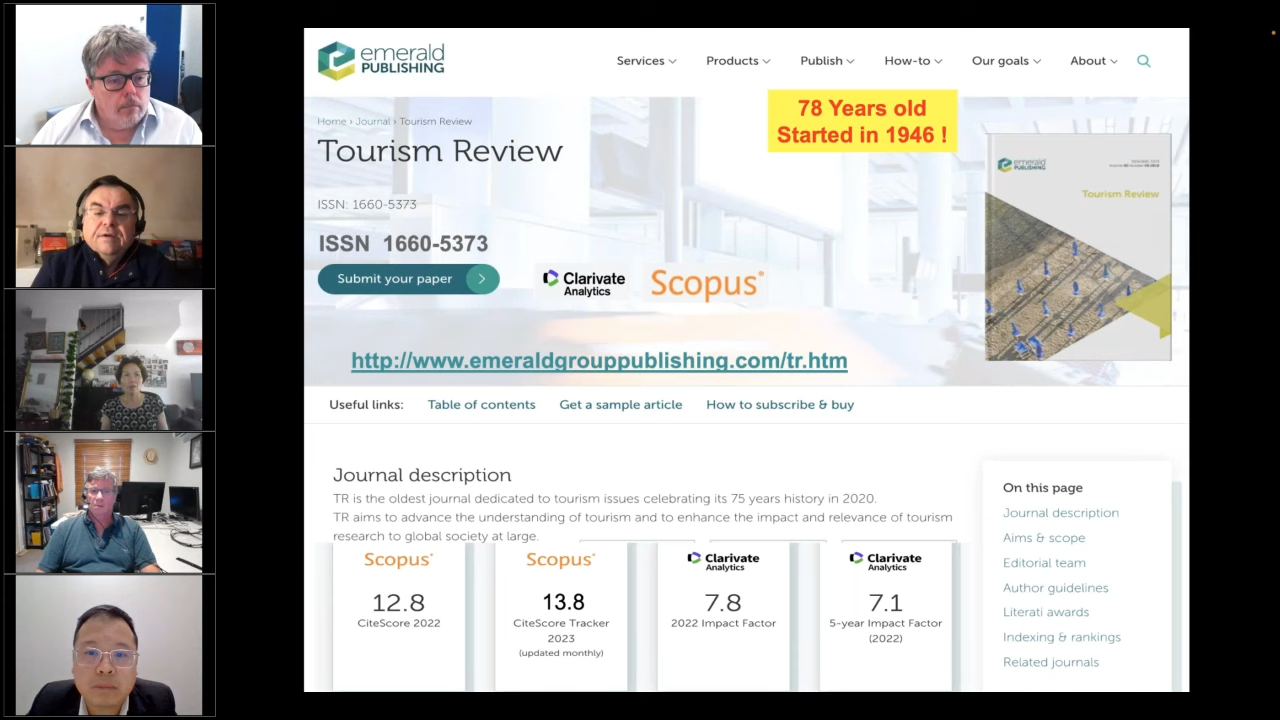 emerald
PUBLISHING
Services
Products
Publish
How-to
Our goals
About
78 Years old
Started in 1946 !
Home › Journal › Tourism Review
Tourism Review
ISSN: 1660-5373
ISSN 1660-5373
Submit your paper
Clarivate
Analytics
Scopus
http://www.emeraldgrouppublishing.com/tr.htm
emerald
PUBLISHING
Tourism Review
Useful links:
Table of contents
Get a sample article
How to subscribe & buy
Journal description
TR is the oldest journal dedicated to tourism issues celebrating its 75 years history in 2020.
TR aims to advance the understanding of tourism and to enhance the impact and relevance of tourism
research to global society at large.
Scopus
12.8
CiteScore 2022
Scopus
13.8
CiteScore Tracker
2023
(updated monthly)
Clarivate
Analytics
7.8
2022 Impact Factor
Clarivate
Analytics
7.1
5-year Impact Factor
(2022)
On this page
Journal description
Aims & scope
Editorial team
Author guidelines
Literati awards
Indexing & rankings
Related journals